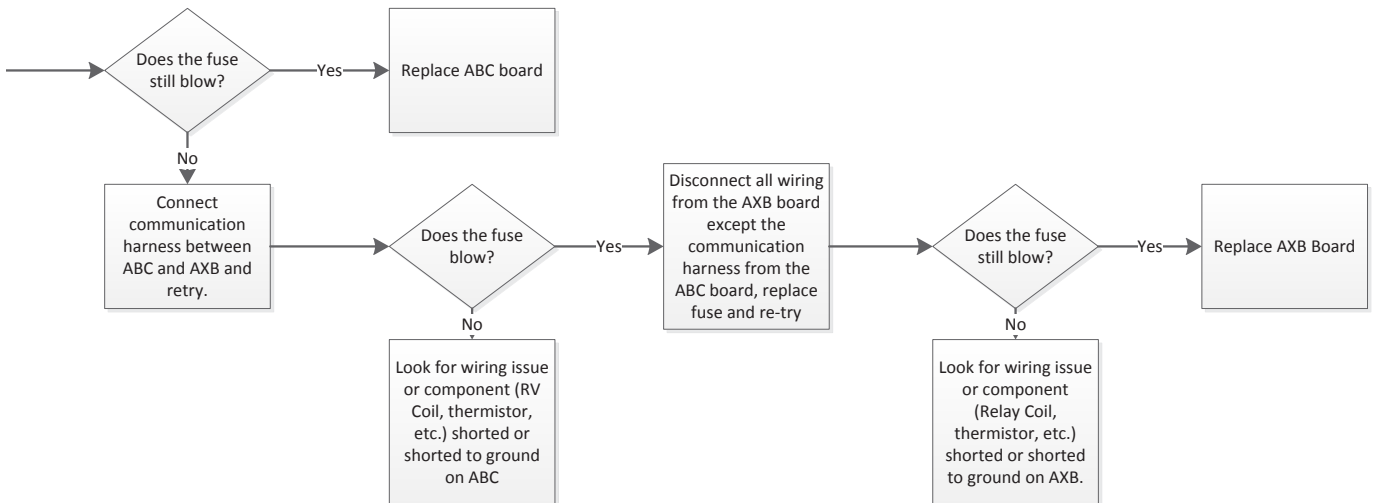 Does the fuse
still blow?
Yes
Replace ABC board
No
Connect
communication
harness between
ABC and AXB and
retry.
Does the fuse
blow?
Yes
Disconnect all wiring
from the AXB board
except the
communication
harness from the
ABC board, replace
fuse and re-try
Does the fuse
still blow?
Yes
Replace AXB Board
No
Look for wiring issue
or component (RV
Coil, thermistor,
etc.) shorted or
shorted to ground
on ABC
No
Look for wiring issue
or component
(Relay Coil,
thermistor, etc.)
shorted or shorted
to ground on AXB.